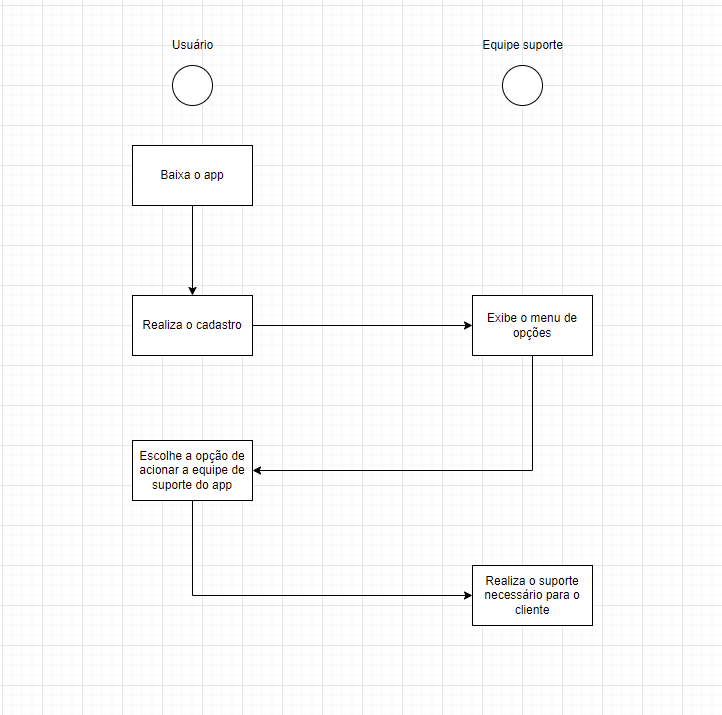 Usuário
Equipe suporte
Baixa o app
Realiza o cadastro
Exibe o menu de
opções
Escolhe a opção de
acionar a equipe de
suporte do app
Realiza o suporte
necessário para o
cliente